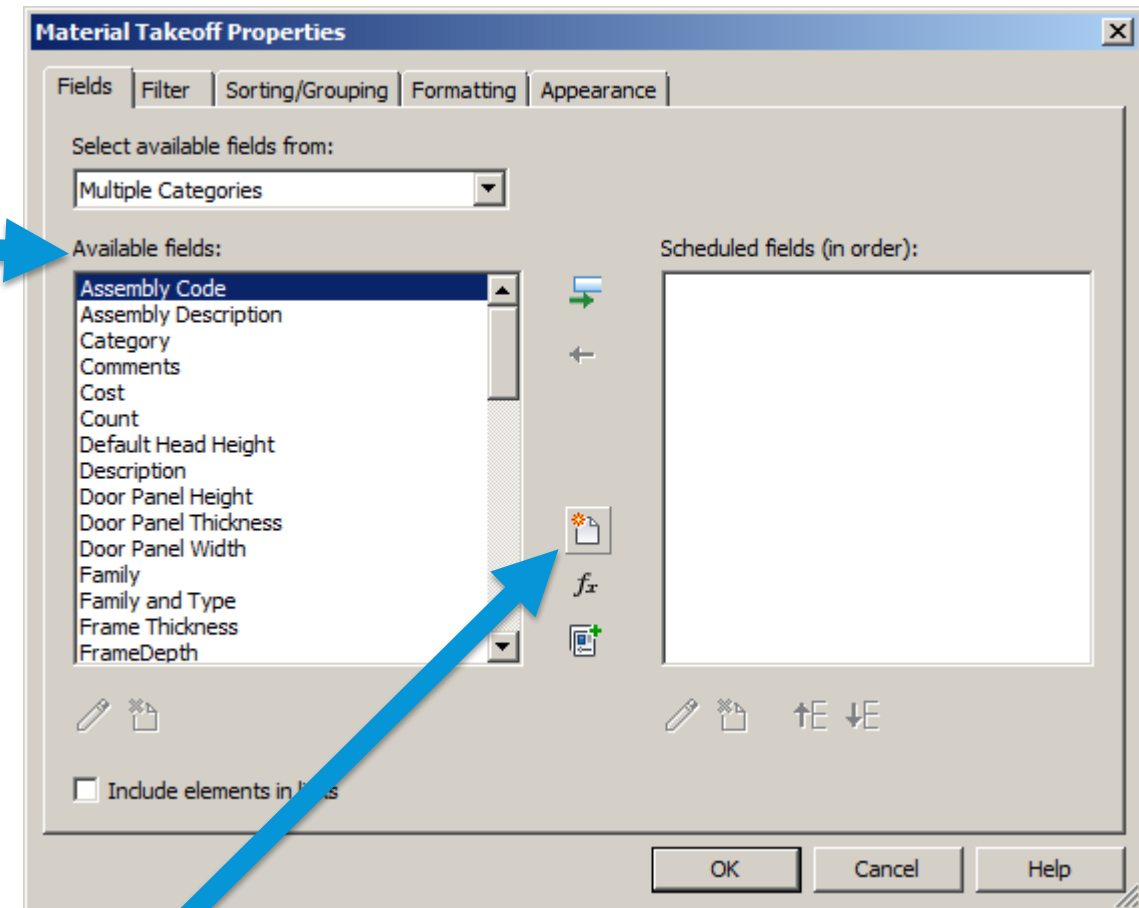 Material Takeoff Properties
Fields Filter Sorting/Grouping Formatting Appearance
Select available fields from:
Multiple Categories
Available fields:
Scheduled fields (in order):
Assembly Code
Assembly Description
Category
Comments
Cost
Count
Default Head Height
Description
Door Panel Height
Door Panel Thickness
Door Panel Width
Family
Family and Type
Frame Thickness
FrameDepth
fx
Include elements in
OK Cancel Help